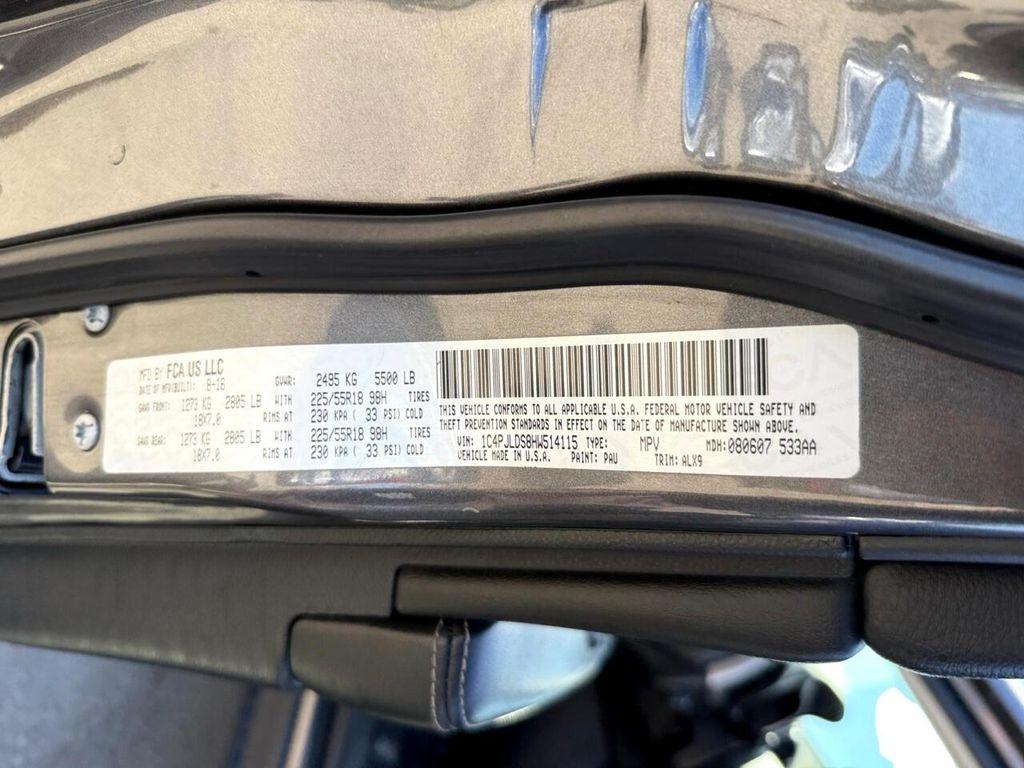 MFD BY FCA US LLC
DATE OF MFR(BUILT): 8-16 GVWR: 2495 KG 5500 LB
GAWR FRONT: 1273 KG 2805 LB WITH 225/55R18 98H TIRES
18X7.0 RIMS AT 230 KPA ( 33 PSI) COLD
GAWR REAR: 1273 KG 2805 LB WITH 225/55R18 98H TIRES
18X7.0 RIMS AT 230 KPA ( 33 PSI) COLD
THIS VEHICLE CONFORMS TO ALL APPLICABLE U.S.A. FEDERAL MOTOR VEHICLE SAFETY AND
THEFT PREVENTION STANDARDS IN EFFECT ON THE DATE OF MANUFACTURE SHOWN ABOVE.
VIN: 1C4PJLDS8HW514115 TYPE: MPV MDH: 080607 533AA
VEHICLE MADE IN U.S.A. PAINT: PAU TRIM: ALX9